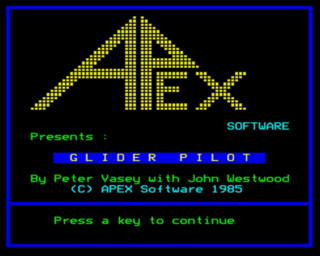 APEX
SOFTWARE
Presents :
GLIDER PILOT
By Peter Vasey with John Westwood
(C) APEX Software 1985
Press a key to continue